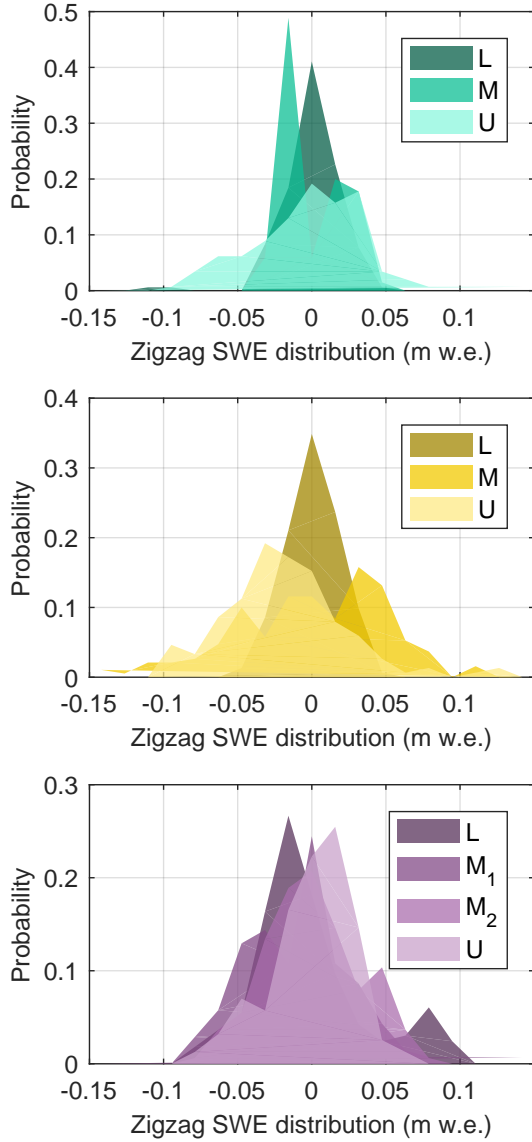 0.5
0.4
0.3
0.2
0.1
0
Probability
L
M
U
-0.15 -0.1 -0.05 0 0.05 0.1
Zigzag SWE distribution (m w.e.)
0.4
0.3
0.2
0.1
0
Probability
L
M
U
-0.15 -0.1 -0.05 0 0.05 0.1
Zigzag SWE distribution (m w.e.)
0.3
0.2
0.1
0
Probability
L
M1
M2
U
-0.15 -0.1 -0.05 0 0.05 0.1
Zigzag SWE distribution (m w.e.)